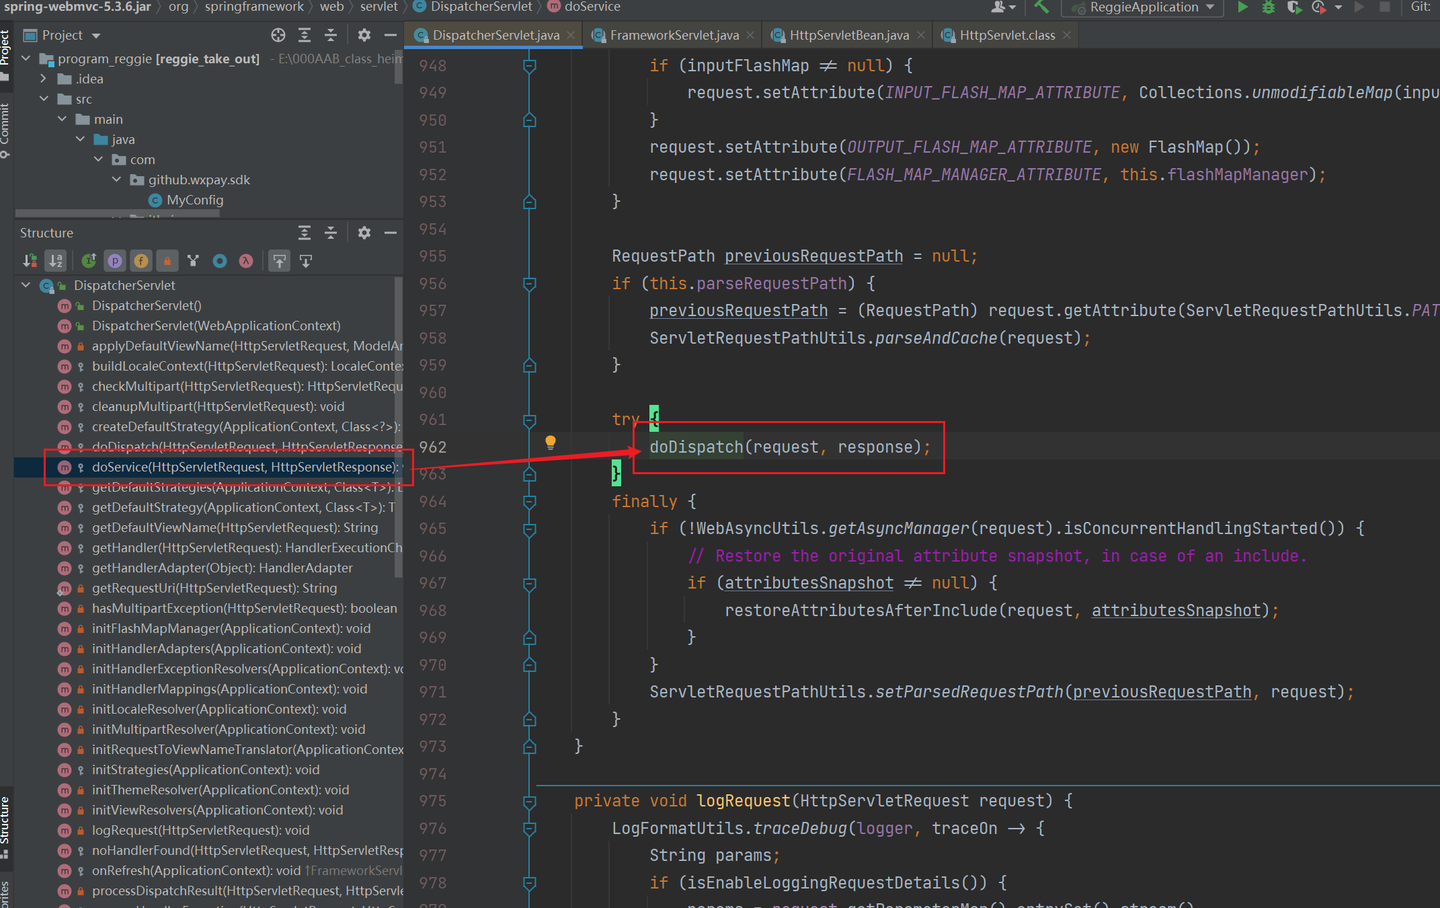 spring-webmvc-5.3.6.jar
org
springframework
web
servlet
DispatcherServlet
doService
ReggieApplication
Git:
Project
DispatcherServlet.java
FrameworkServlet.java
HttpServletBean.java
HttpServlet.class
Project
Commit
Structure
program_reggie [reggie_take_out] - E:\000AAB_class_heim
.idea
src
main
java
com
github.wxpay.sdk
MyConfig
Structure
DispatcherServlet
DispatcherServlet()
DispatcherServlet(WebApplicationContext)
applyDefaultViewName(HttpServletRequest, ModelAn
buildLocaleContext(HttpServletRequest): LocaleConte
checkMultipart(HttpServletRequest): HttpServletRequ
cleanupMultipart(HttpServletRequest): void
createDefaultStrategy(ApplicationContext, Class<?>):
doDispatch(HttpServletRequest, HttpServletResponse
doService(HttpServletRequest, HttpServletResponse):
getDefaultStrategies(ApplicationContext, Class<T>): L
getDefaultStrategy(ApplicationContext, Class<T>): T
getDefaultViewName(HttpServletRequest): String
getHandler(HttpServletRequest): HandlerExecutionCh
getHandlerAdapter(Object): HandlerAdapter
getRequestUri(HttpServletRequest): String
hasMultipartException(HttpServletRequest): boolean
initFlashMapManager(ApplicationContext): void
initHandlerAdapters(ApplicationContext): void
initHandlerExceptionResolvers(ApplicationContext): vo
initHandlerMappings(ApplicationContext): void
initLocaleResolver(ApplicationContext): void
initMultipartResolver(ApplicationContext): void
initRequestToViewNameTranslator(ApplicationContex
initStrategies(ApplicationContext): void
initThemeResolver(ApplicationContext): void
initViewResolvers(ApplicationContext): void
logRequest(HttpServletRequest): void
noHandlerFound(HttpServletRequest, HttpServletResp
onRefresh(ApplicationContext): void ↑FrameworkServl
processDispatchResult(HttpServletRequest, HttpServle
948 if (inputFlashMap ≠ null) {
949 request.setAttribute(INPUT_FLASH_MAP_ATTRIBUTE, Collections.unmodifiableMap(inpu
950 }
951 request.setAttribute(OUTPUT_FLASH_MAP_ATTRIBUTE, new FlashMap());
952 request.setAttribute(FLASH_MAP_MANAGER_ATTRIBUTE, this.flashMapManager);
953 }
954
955 RequestPath previousRequestPath = null;
956 if (this.parseRequestPath) {
957 previousRequestPath = (RequestPath) request.getAttribute(ServletRequestPathUtils.PAT
958 ServletRequestPathUtils.parseAndCache(request);
959 }
960
961 try {
962 doDispatch(request, response);
963 }
964 finally {
965 if (!WebAsyncUtils.getAsyncManager(request).isConcurrentHandlingStarted()) {
966 // Restore the original attribute snapshot, in case of an include.
967 if (attributesSnapshot ≠ null) {
968 restoreAttributesAfterInclude(request, attributesSnapshot);
969 }
970 }
971 ServletRequestPathUtils.setParsedRequestPath(previousRequestPath, request);
972 }
973 }
974
975 private void logRequest(HttpServletRequest request) {
976 LogFormatUtils.traceDebug(logger, traceOn → {
977 String params;
978 if (isEnableLoggingRequestDetails()) {